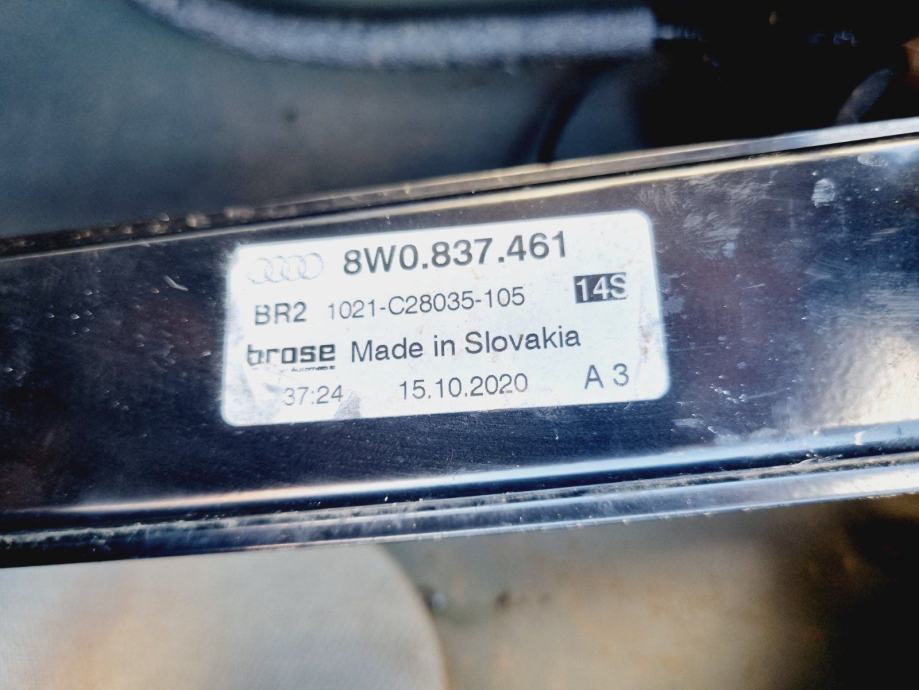 8W0.837.461
BR2 1021-C28035-105 14S
brose Made in Slovakia
37:24 15.10.2020 A 3